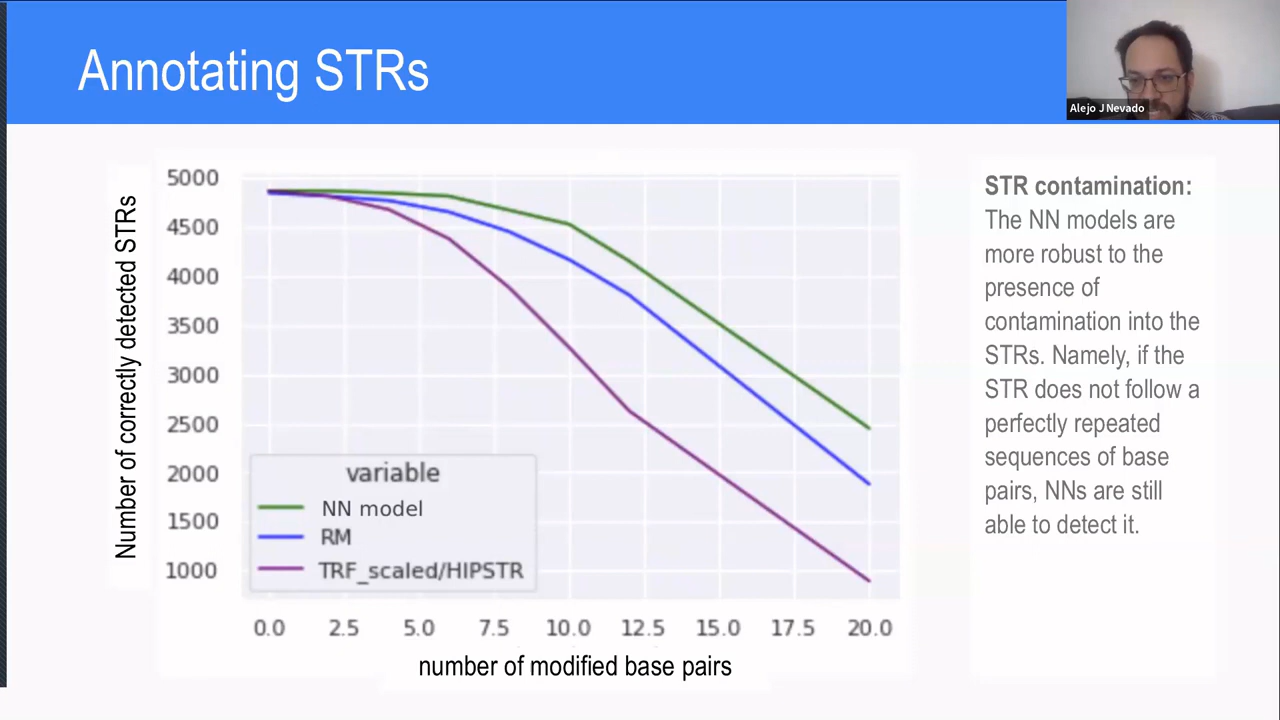 Annotating STRs
Alejo J Nevado
Number of correctly detected STRs
5000
4500
4000
3500
3000
2500
2000
1500
1000
variable
NN model
RM
TRF_scaled/HIPSTR
0.0 2.5 5.0 7.5 10.0 12.5 15.0 17.5 20.0
number of modified base pairs
STR contamination:
The NN models are
more robust to the
presence of
contamination into the
STRs. Namely, if the
STR does not follow a
perfectly repeated
sequences of base
pairs, NNs are still
able to detect it.